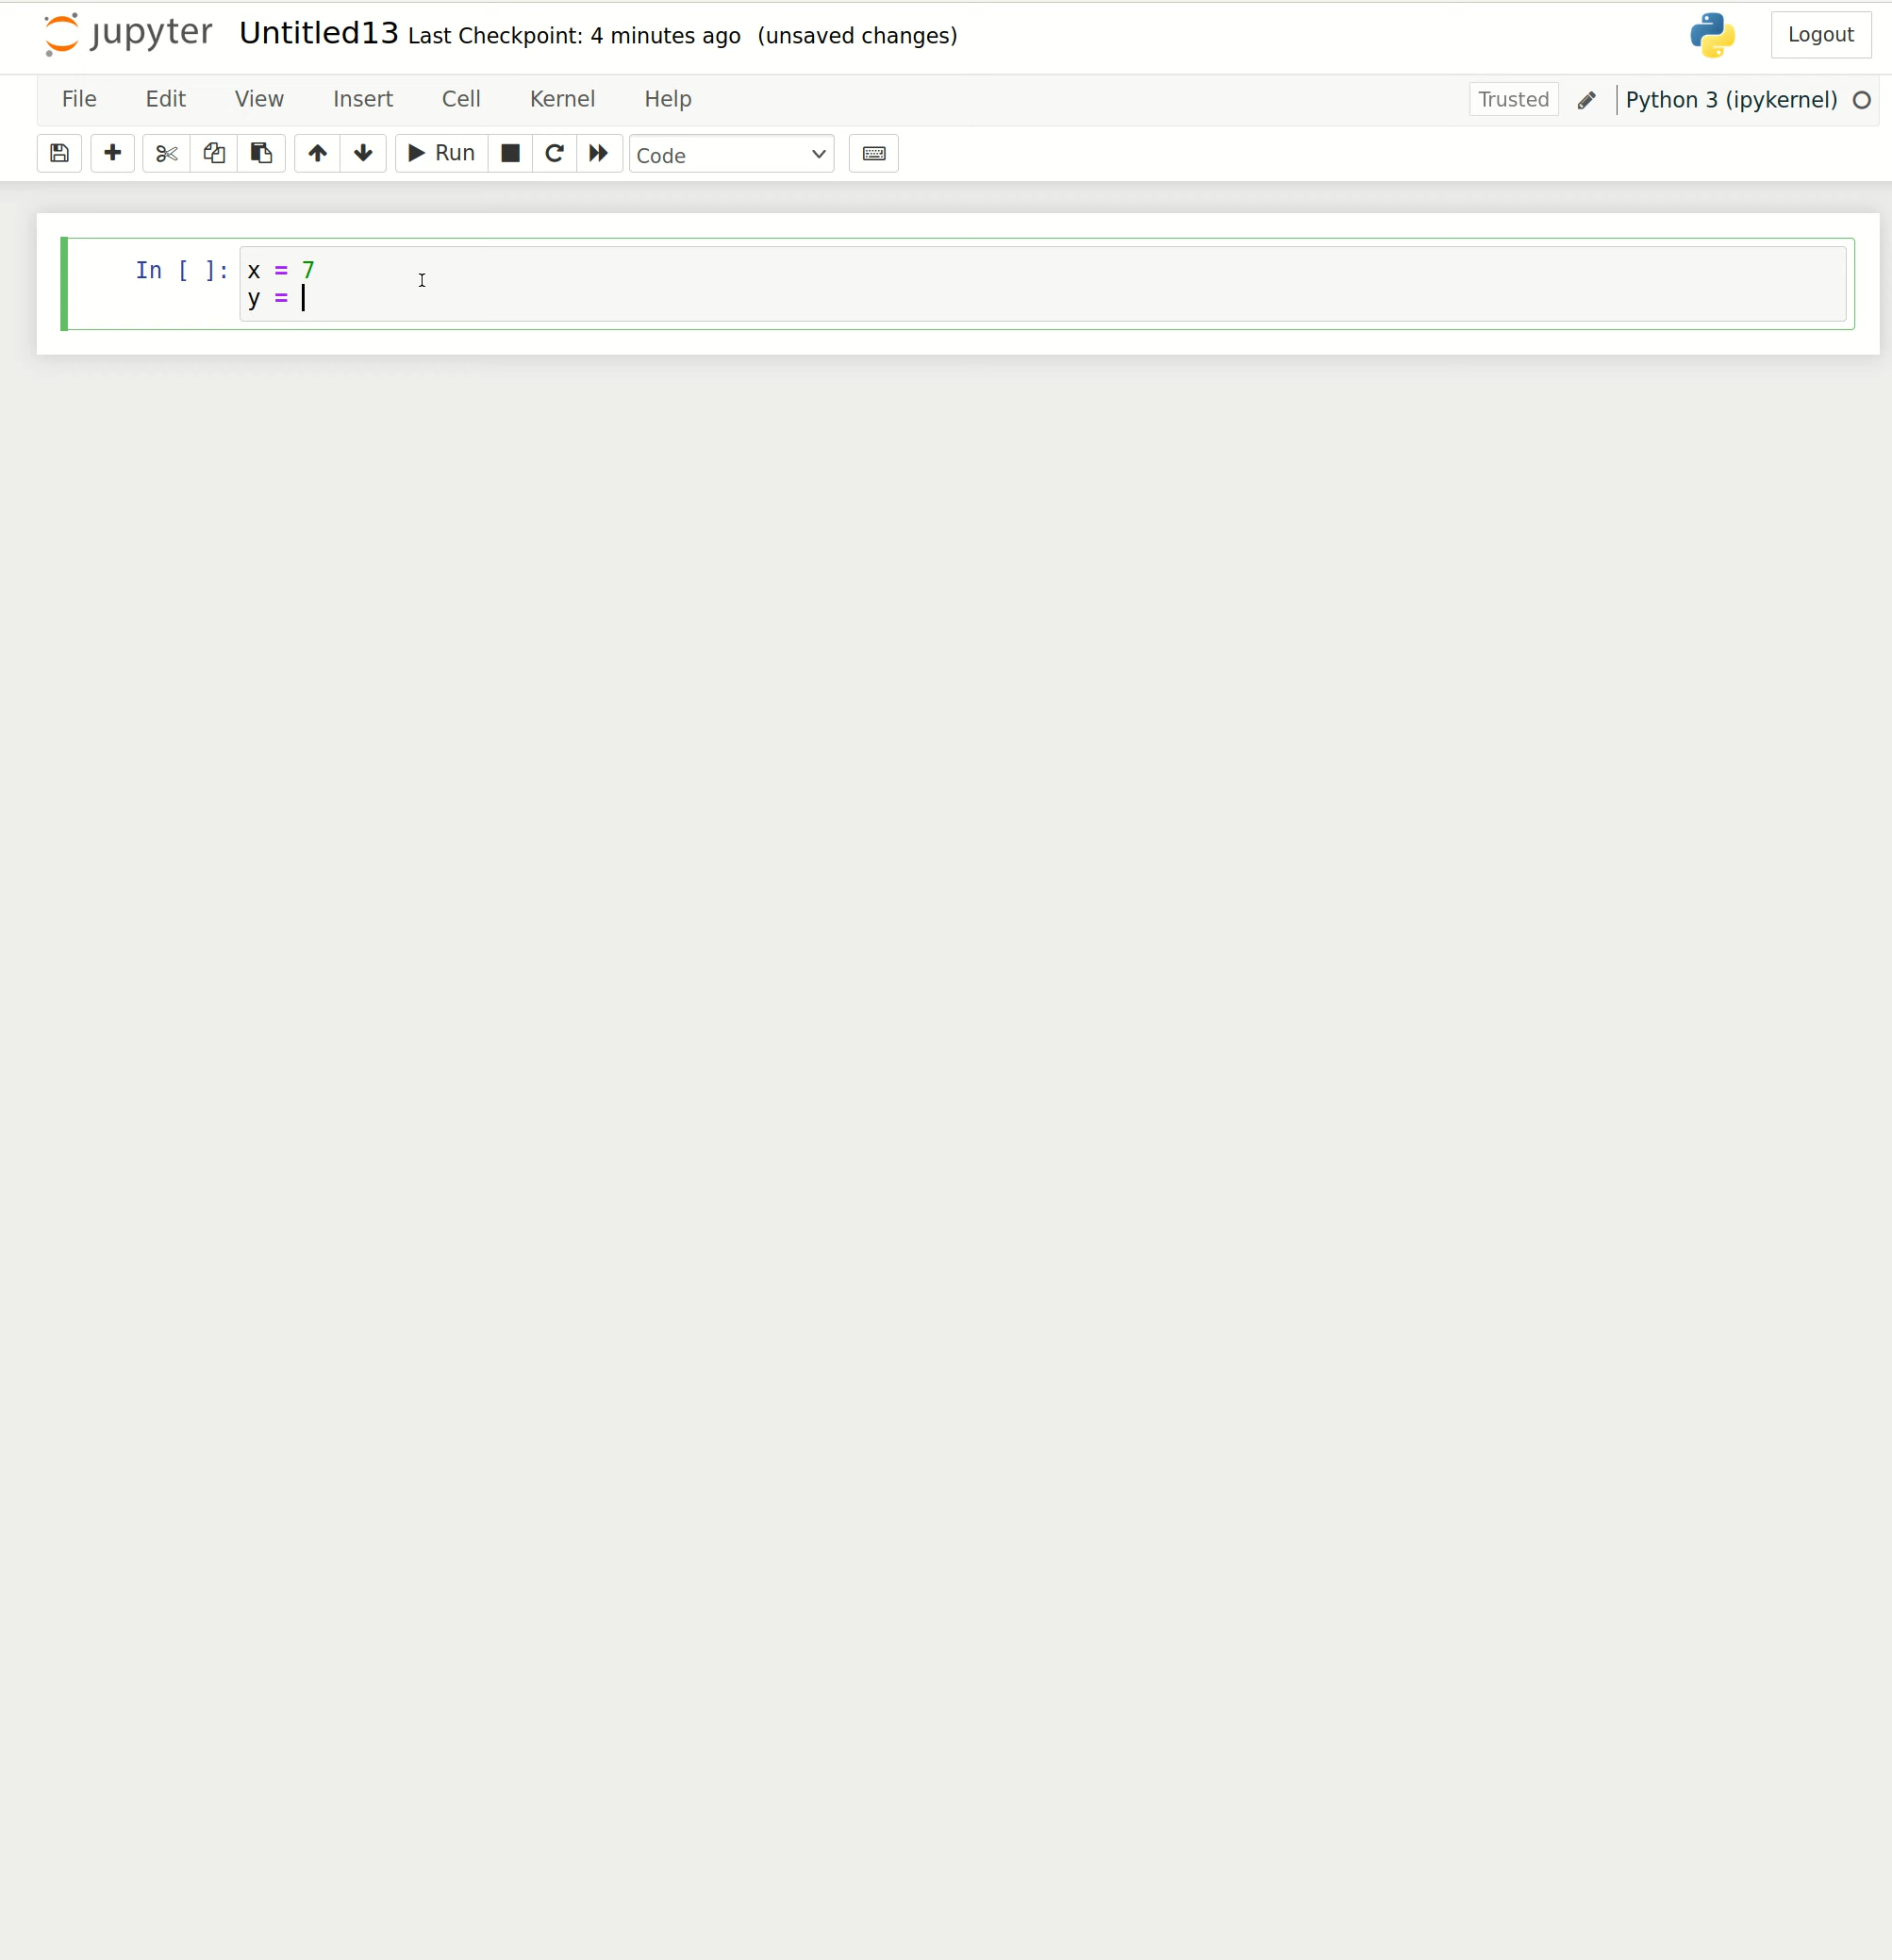 jupyter Untitled13 Last Checkpoint: 4 minutes ago (unsaved changes) Logout
File Edit View Insert Cell Kernel Help Trusted Python 3 (ipykernel)
Run Code
In [ ]: x = 7
y =